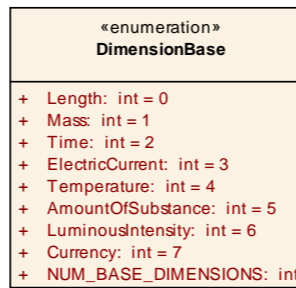 «enumeration»
DimensionBase
+ Length: int = 0
+ Mass: int = 1
+ Time: int = 2
+ ElectricCurrent: int = 3
+ Temperature: int = 4
+ AmountOfSubstance: int = 5
+ LuminousIntensity: int = 6
+ Currency: int = 7
+ NUM_BASE_DIMENSIONS: int